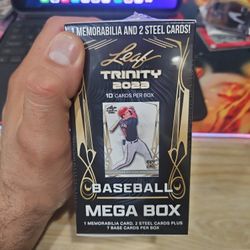 1 MEMORABILIA AND 2 STEEL CARDS!
Leaf
TRINITY
2023
10 CARDS PER BOX
BASEBALL
MEGA BOX
1 MEMORABILIA CARD, 2 STEEL CARDS PLUS
7 BASE CARDS PER BOX